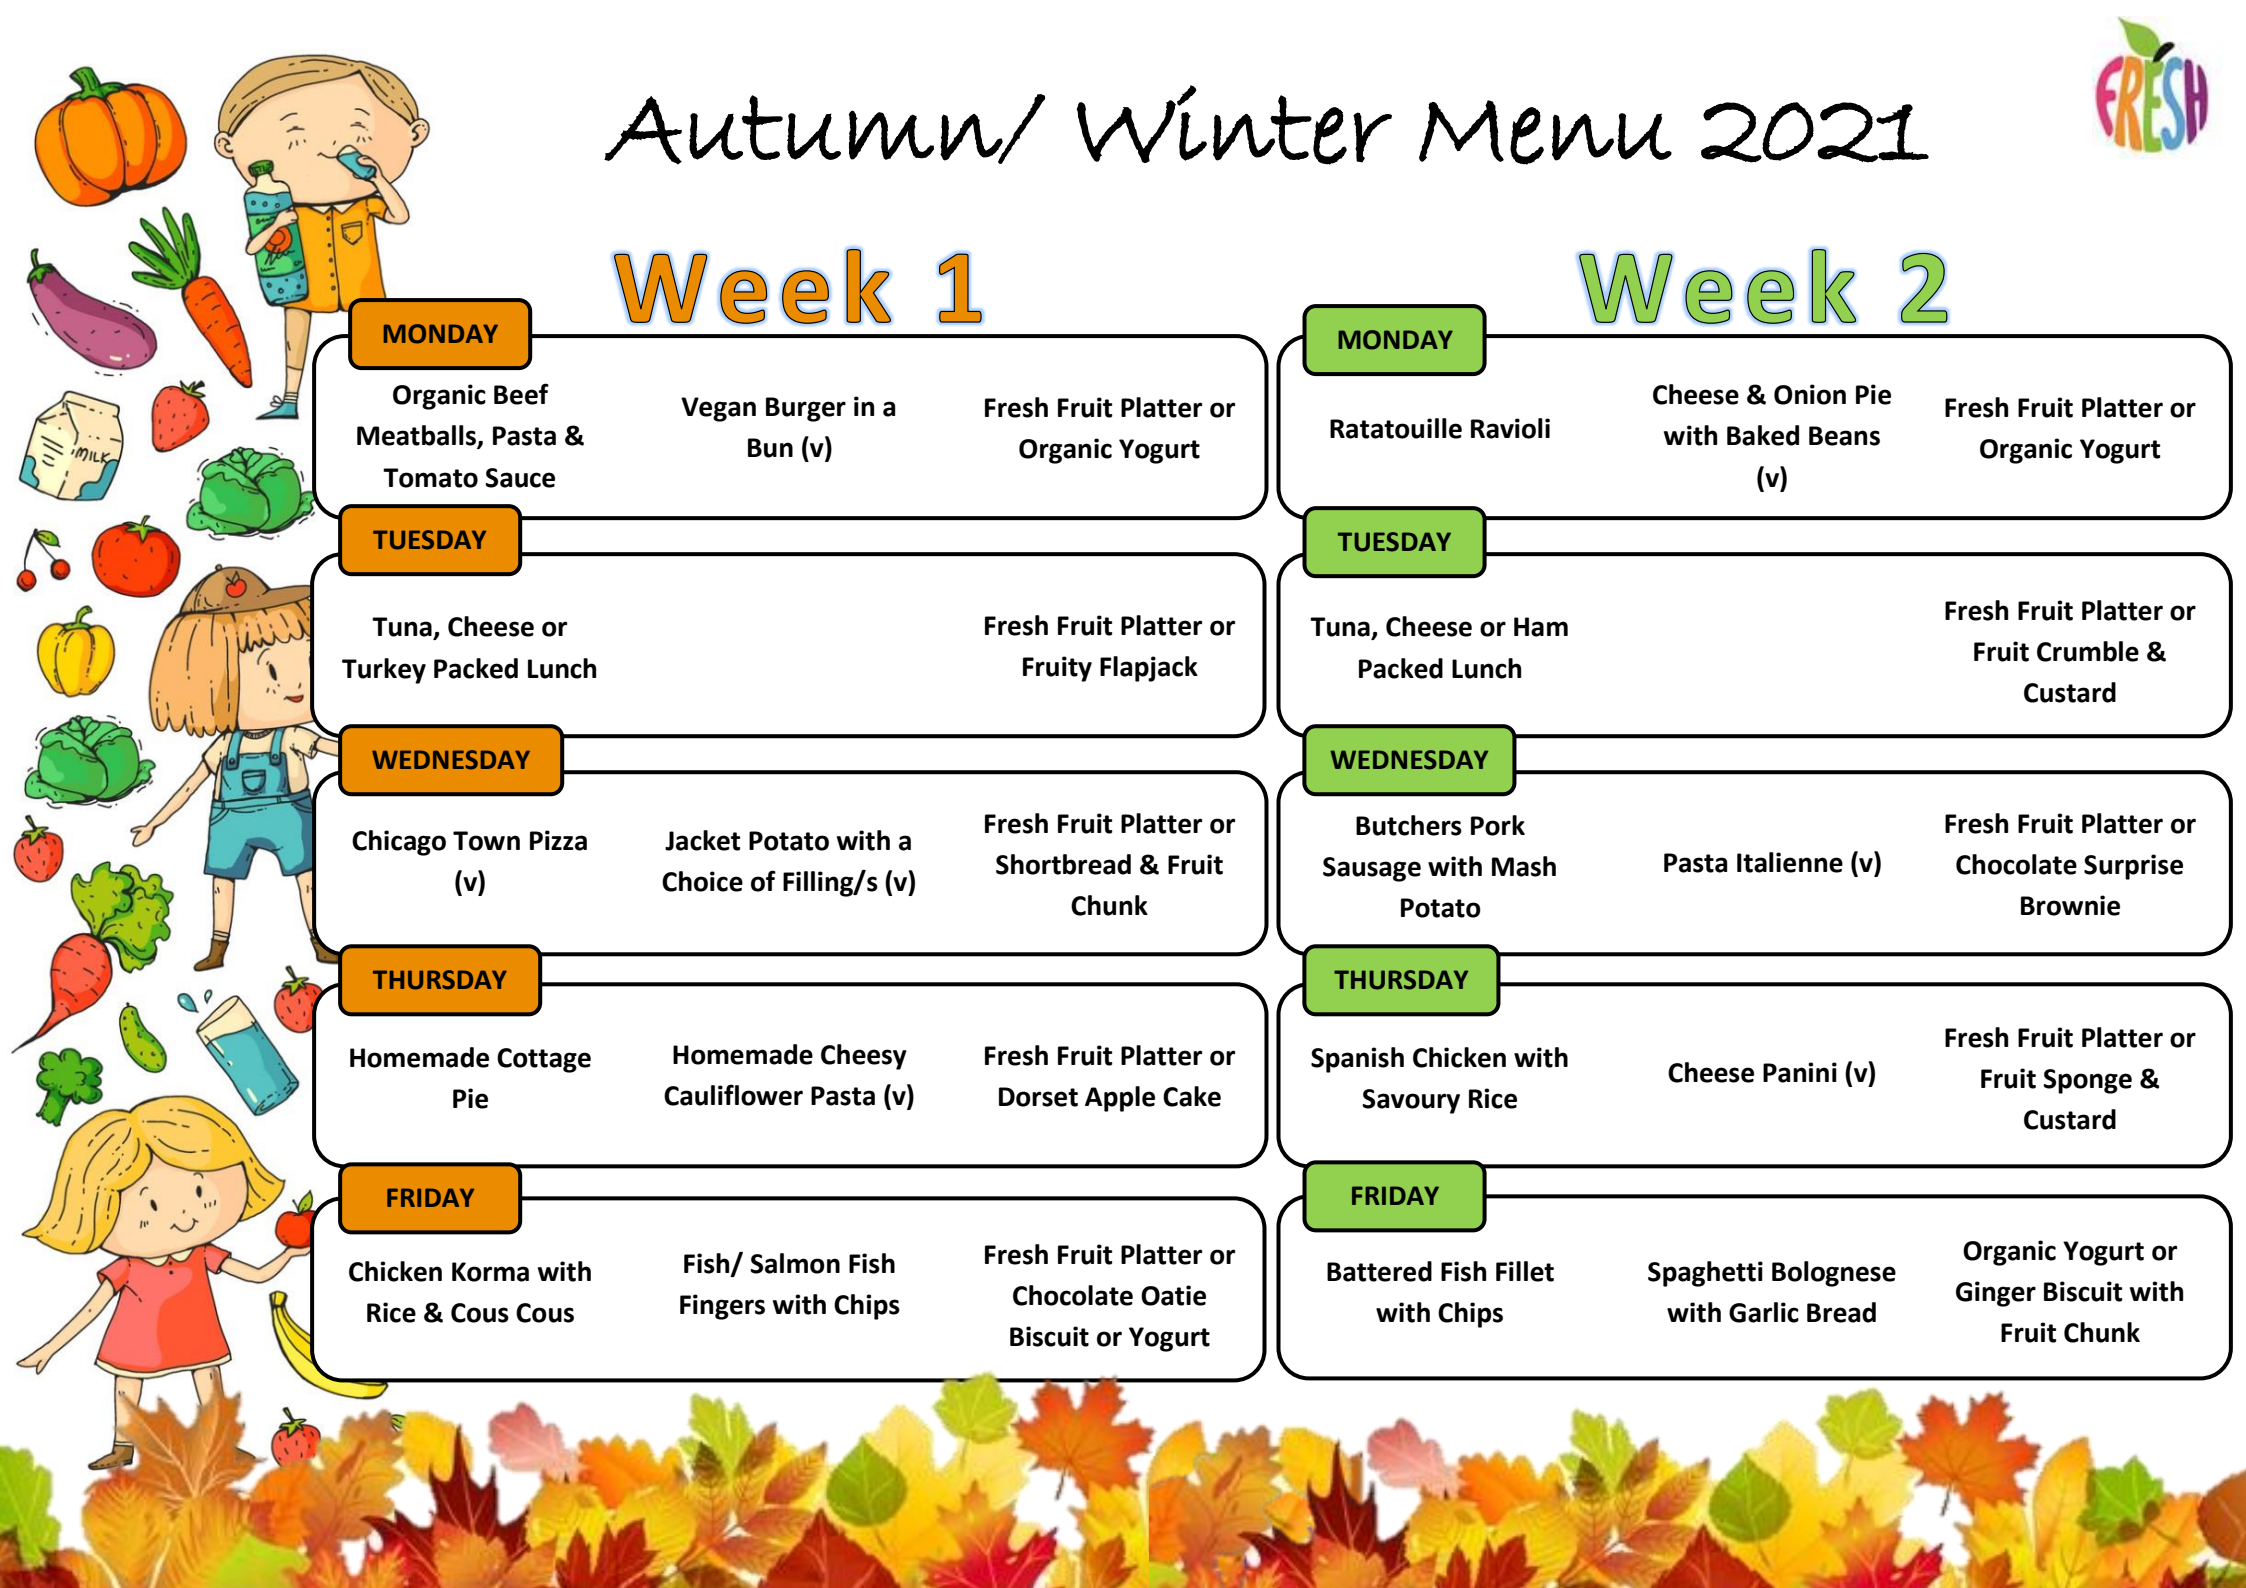 FRESH
Autumn/ Winter Menu 2021
Week 1
MONDAY
Organic Beef
Meatballs, Pasta &
Tomato Sauce
Vegan Burger in a
Bun (v)
Fresh Fruit Platter or
Organic Yogurt
TUESDAY
Tuna, Cheese or
Turkey Packed Lunch
Fresh Fruit Platter or
Fruity Flapjack
WEDNESDAY
Chicago Town Pizza
(v)
Jacket Potato with a
Choice of Filling/s (v)
Fresh Fruit Platter or
Shortbread & Fruit
Chunk
THURSDAY
Homemade Cottage
Pie
Homemade Cheesy
Cauliflower Pasta (v)
Fresh Fruit Platter or
Dorset Apple Cake
FRIDAY
Chicken Korma with
Rice & Cous Cous
Fish/ Salmon Fish
Fingers with Chips
Fresh Fruit Platter or
Chocolate Oatie
Biscuit or Yogurt
Week 2
MONDAY
Ratatouille Ravioli
Cheese & Onion Pie
with Baked Beans
(v)
Fresh Fruit Platter or
Organic Yogurt
TUESDAY
Tuna, Cheese or Ham
Packed Lunch
Fresh Fruit Platter or
Fruit Crumble &
Custard
WEDNESDAY
Butchers Pork
Sausage with Mash
Potato
Pasta Italienne (v)
Fresh Fruit Platter or
Chocolate Surprise
Brownie
THURSDAY
Spanish Chicken with
Savoury Rice
Cheese Panini (v)
Fresh Fruit Platter or
Fruit Sponge &
Custard
FRIDAY
Battered Fish Fillet
with Chips
Spaghetti Bolognese
with Garlic Bread
Organic Yogurt or
Ginger Biscuit with
Fruit Chunk
MILK